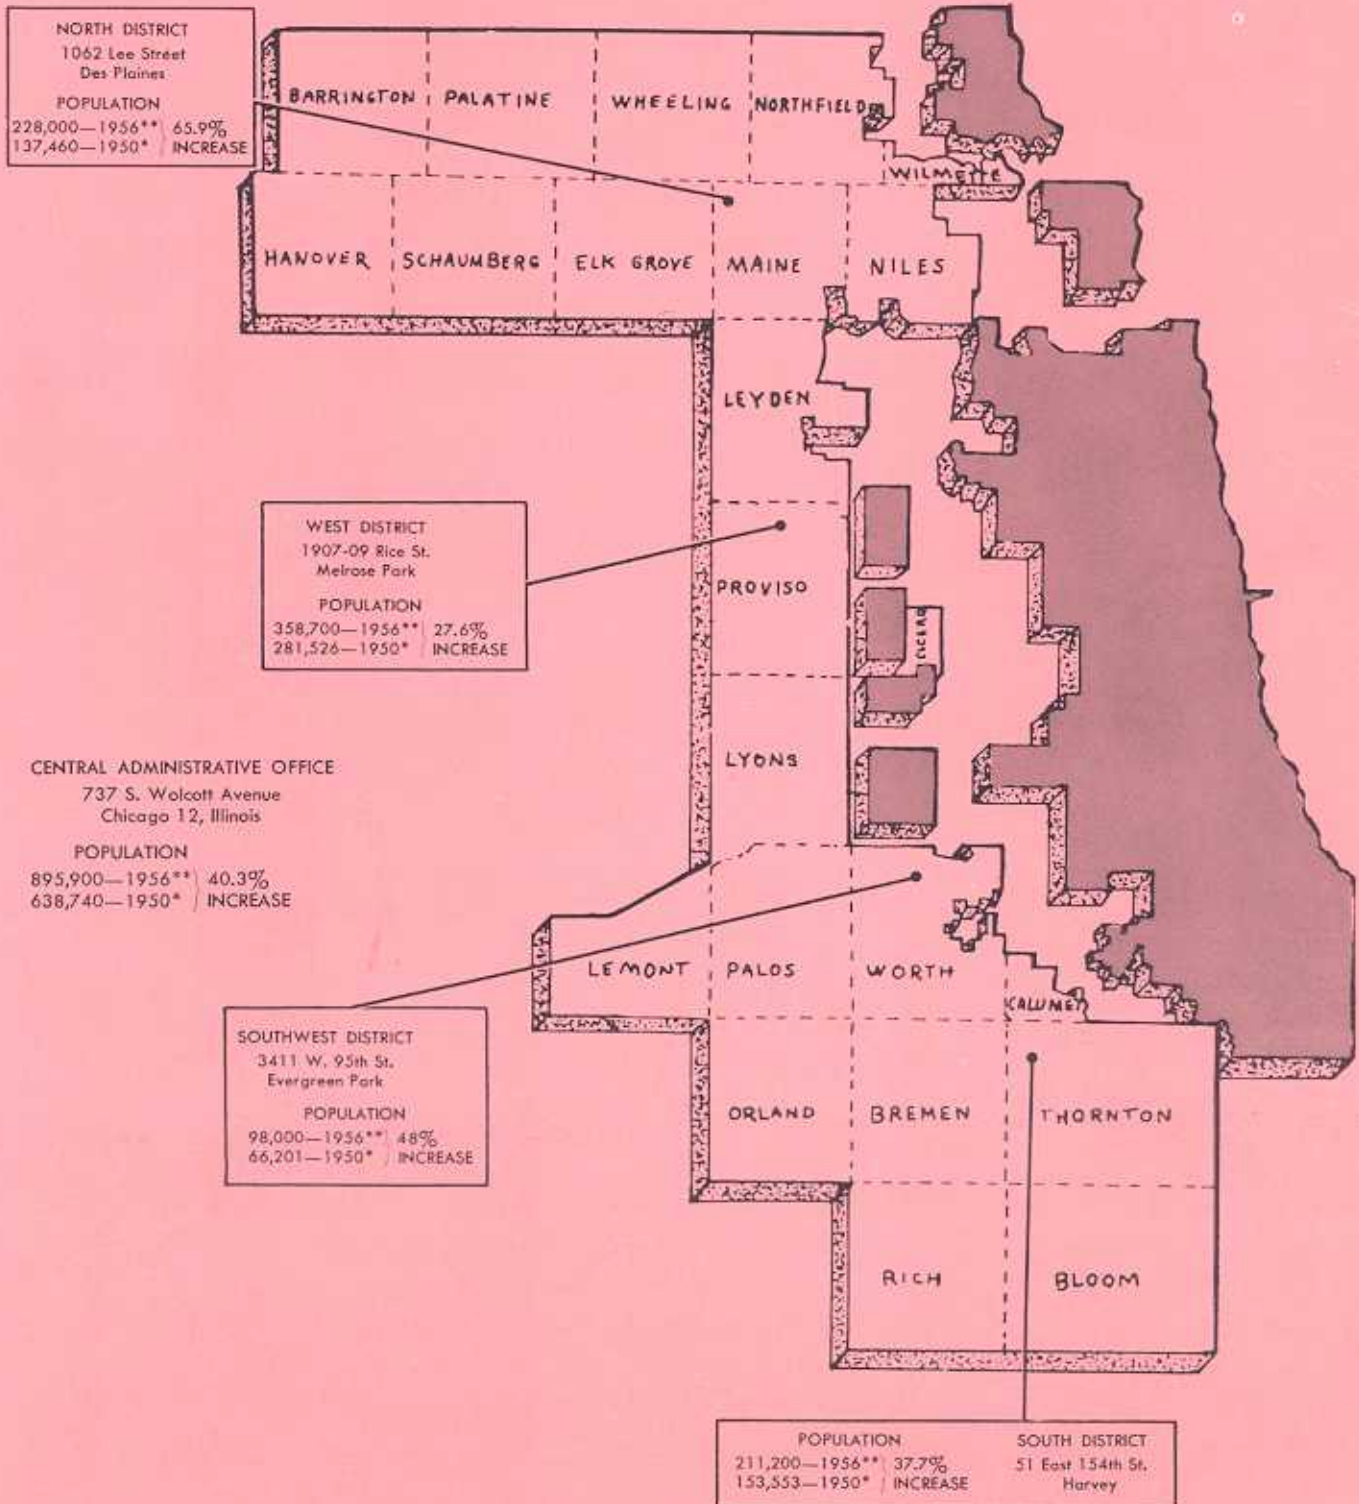 NORTH DISTRICT
1062 Lee Street
Des Plaines
POPULATION
228,000—1956** 65.9%
137,460—1950* INCREASE
BARRINGTON PALATINE WHEELING NORTHFIELD
WILMETTE
HANOVER SCHAUMBERG ELK GROVE MAINE NILES
LEYDEN
WEST DISTRICT
1907-09 Rice St.
Melrose Park
POPULATION
358,700—1956** 27.6%
281,526—1950* INCREASE
PROVISO
CICERO
LYONS
CENTRAL ADMINISTRATIVE OFFICE
737 S. Wolcott Avenue
Chicago 12, Illinois
POPULATION
895,900—1956** 40.3%
638,740—1950* INCREASE
LEMONT PALOS WORTH
CALUMET
SOUTHWEST DISTRICT
3411 W. 95th St.
Evergreen Park
POPULATION
98,000—1956** 48%
66,201—1950* INCREASE
ORLAND BREMEN THORNTON
RICH BLOOM
POPULATION
211,200—1956** 37.7%
153,553—1950* INCREASE
SOUTH DISTRICT
51 East 154th St.
Harvey